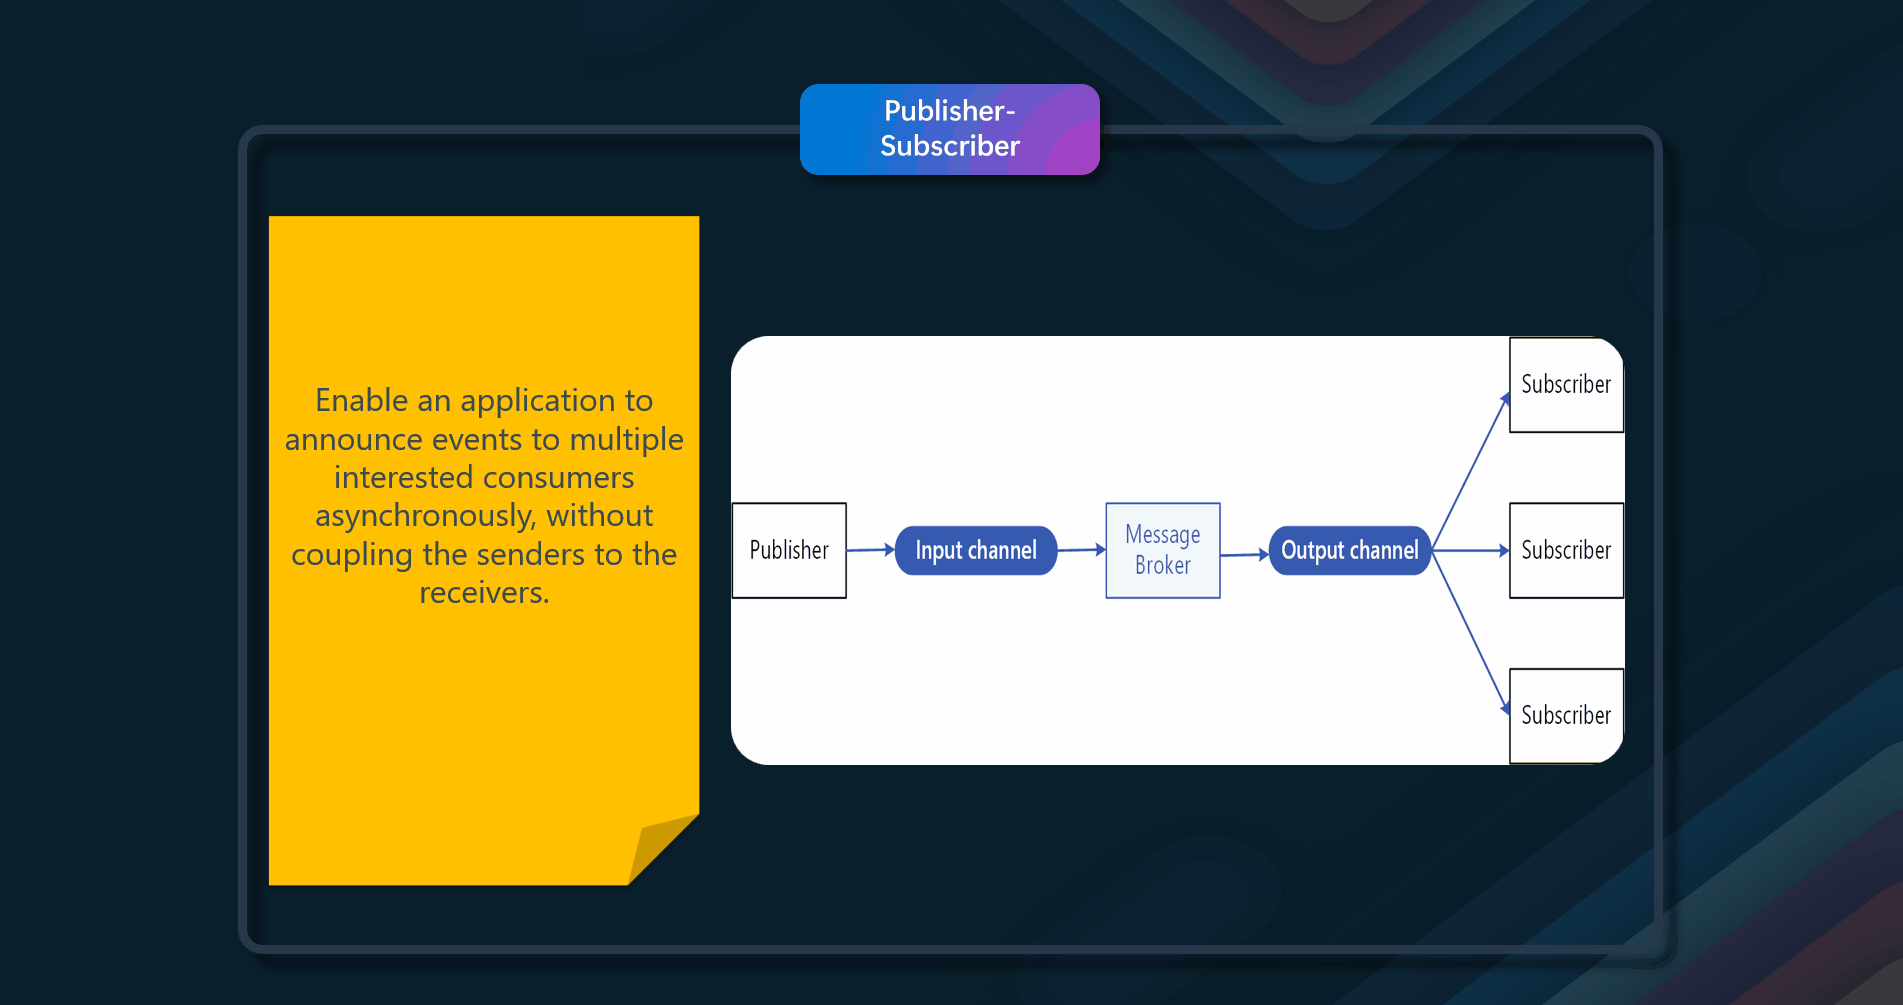 Publisher-
Subscriber
Enable an application to
announce events to multiple
interested consumers
asynchronously, without
coupling the senders to the
receivers.
Publisher
Input channel
Message
Broker
Output channel
Subscriber
Subscriber
Subscriber